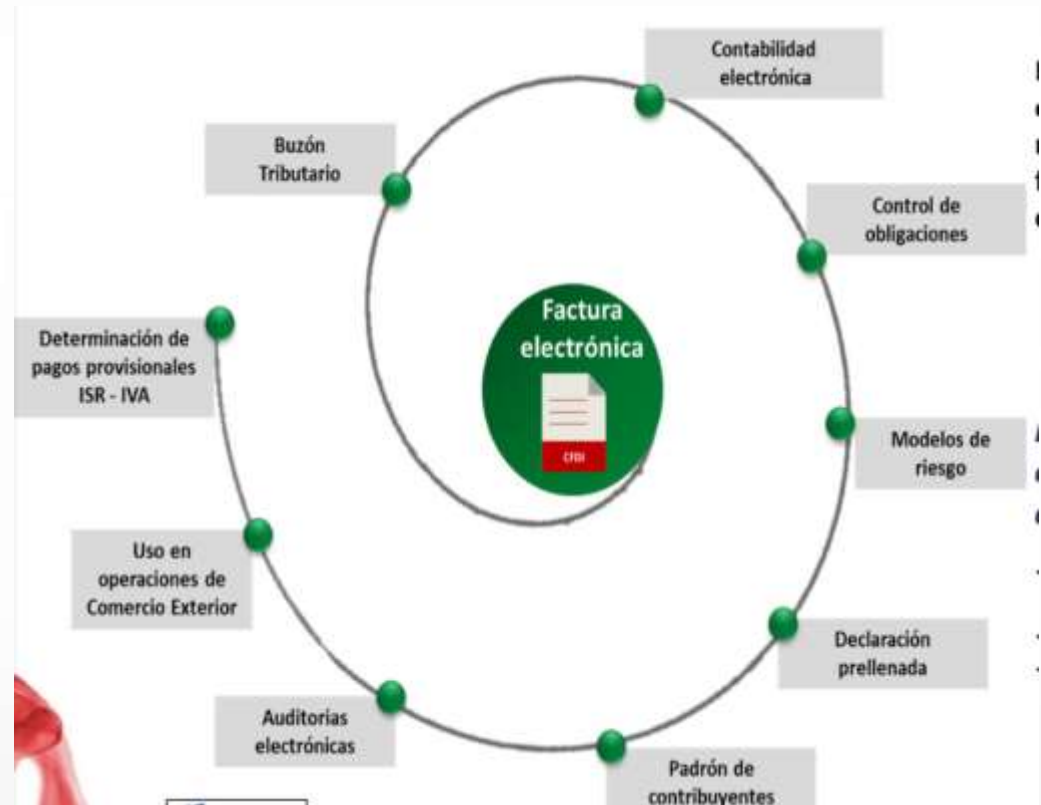 Contabilidad
electrónica
Buzón
Tributario
Control de
obligaciones
Factura
electrónica
CFDI
Determinación de
pagos provisionales
ISR - IVA
Modelos de
riesgo
Uso en
operaciones de
Comercio Exterior
Declaración
prellenada
Auditorias
electrónicas
Padrón de
contribuyentes